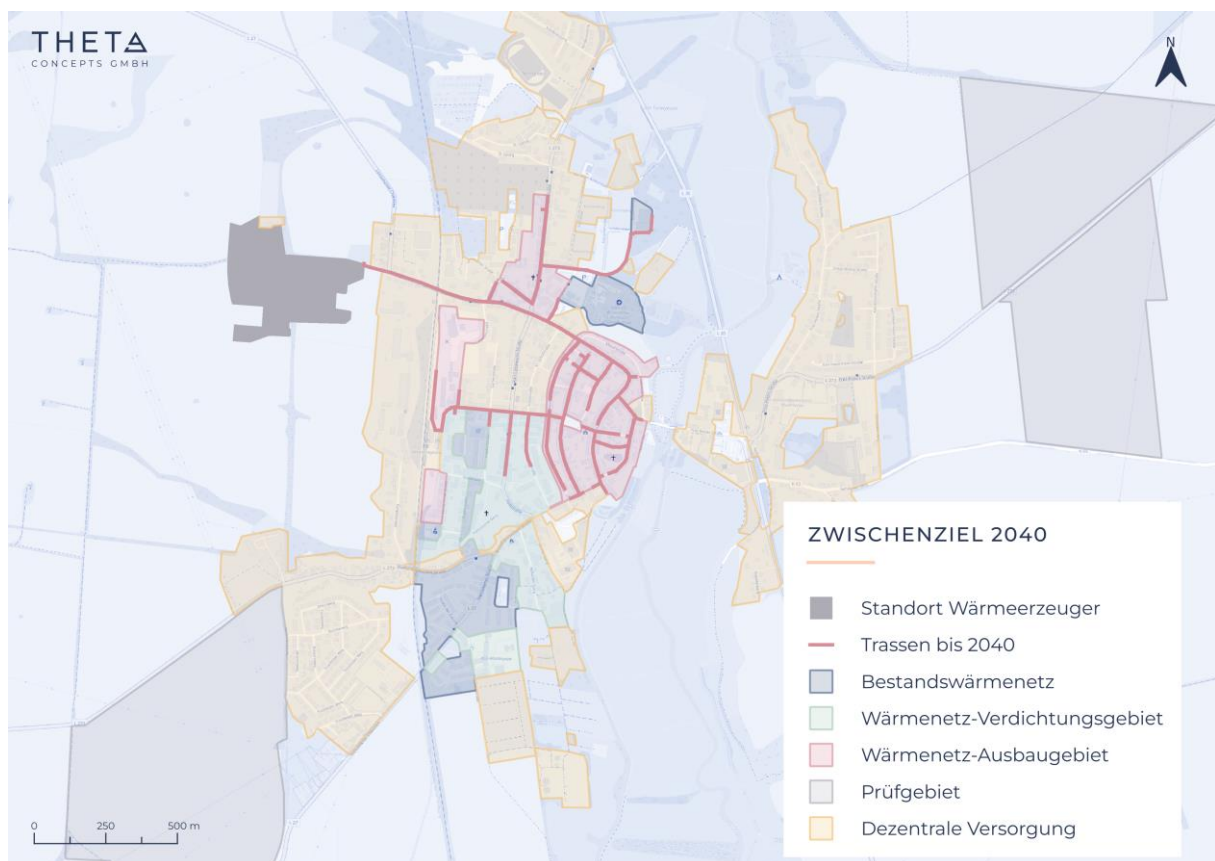 THETA
CONCEPTS GMBH
N
ZWISCHENZIEL 2040
Standort Wärmeerzeuger
Trassen bis 2040
Bestandswärmenetz
Wärmenetz-Verdichtungsgebiet
Wärmenetz-Ausbaugebiet
Prüfgebiet
Dezentrale Versorgung
0 250 500 m